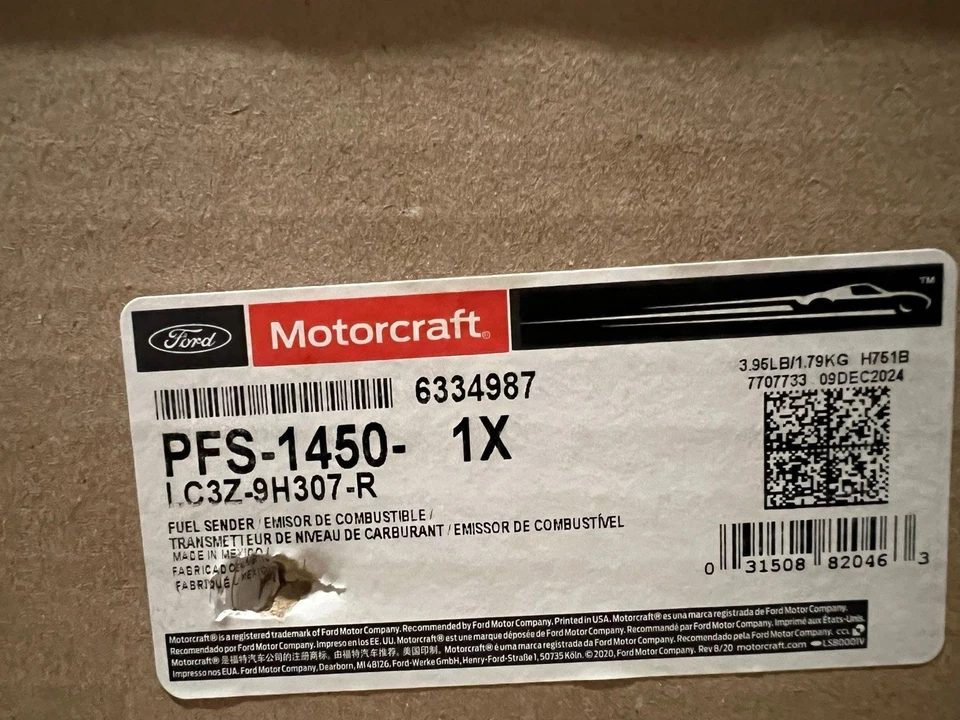 Ford Motorcraft® TM
6334987
PFS-1450- 1X
LC3Z-9H307-R
3.95LB/1.79KG H751B
7707733 09DEC2024
FUEL SENDER / EMISOR DE COMBUSTIBLE /
TRANSMETTEUR DE NIVEAU DE CARBURANT / EMISSOR DE COMBUSTÍVEL
MADE IN MEXICO /
FABRICADO
FABRIQUÉ / MEXICO
0 31508 82046 3
Motorcraft® is a registered trademark of Ford Motor Company. Recommended by Ford Motor Company. Printed in USA. Motorcraft® es una marca registrada de Ford Motor Company.
Recomendado por Ford Motor Company. Impreso en los EE. UU. Motorcraft® est une marque déposée de Ford Motor Company. Recommandé par Ford Motor Company. Imprimé aux États-Unis.
Motorcraft® 是福特汽车公司的注册商标。由福特汽车推荐。美国印制。Motorcraft® é uma marca registrada da Ford Motor Company. Recomendado pela Ford Motor Company. CCL
Impresso nos EUA. Ford Motor Company, Dearborn, MI 48126. Ford-Werke GmbH, Henry-Ford-Straße 1, 50735 Köln. © 2020, Ford Motor Company. Rev 8/20 motorcraft.com LS8000IV